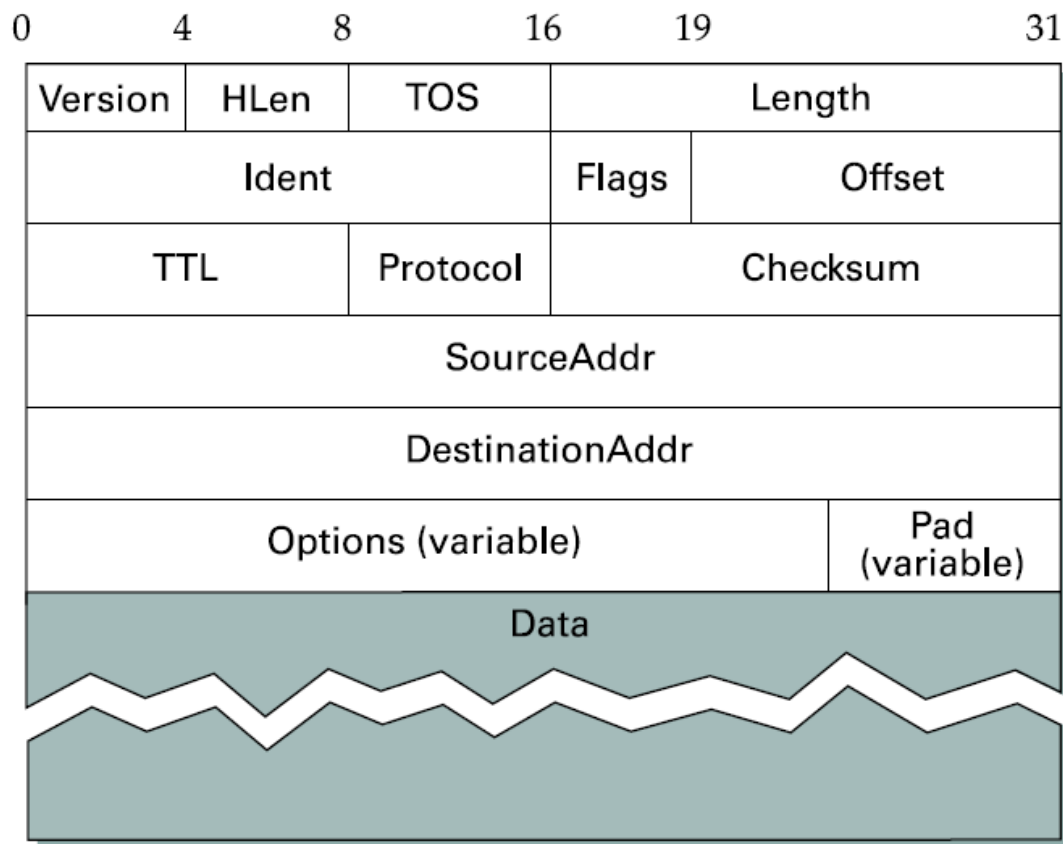 0 4 8 16 19 31
Version HLen TOS Length
Ident Flags Offset
TTL Protocol Checksum
SourceAddr
DestinationAddr
Options (variable) Pad
(variable)
Data